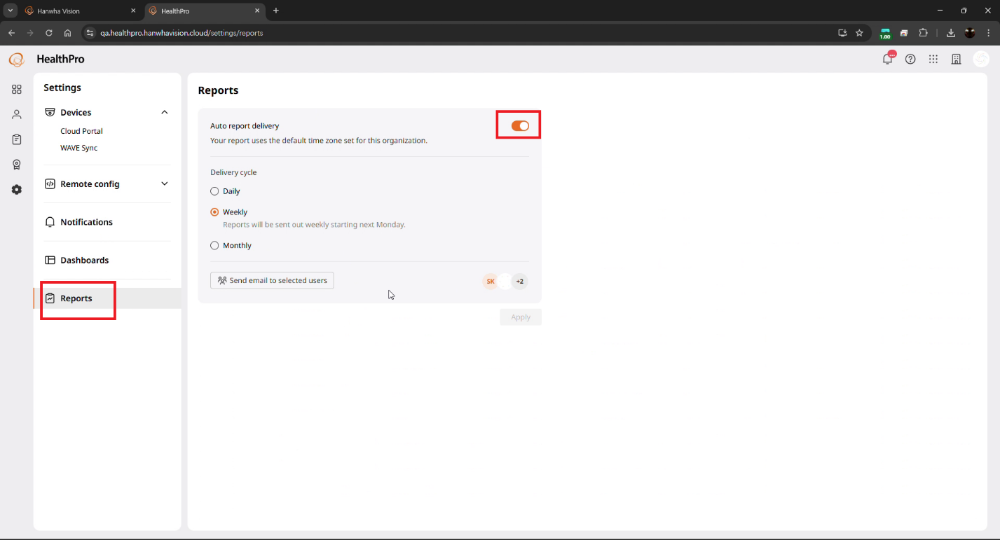 Hanwha Vision
HealthPro
qa.healthpro.hanwhavision.cloud/settings/reports
1.00
HealthPro
Settings
Devices
Cloud Portal
WAVE Sync
Remote config
Notifications
Dashboards
Reports
Reports
Auto report delivery
Your report uses the default time zone set for this organization.
Delivery cycle
Daily
Weekly
Reports will be sent out weekly starting next Monday.
Monthly
Send email to selected users
SK
+2
Apply